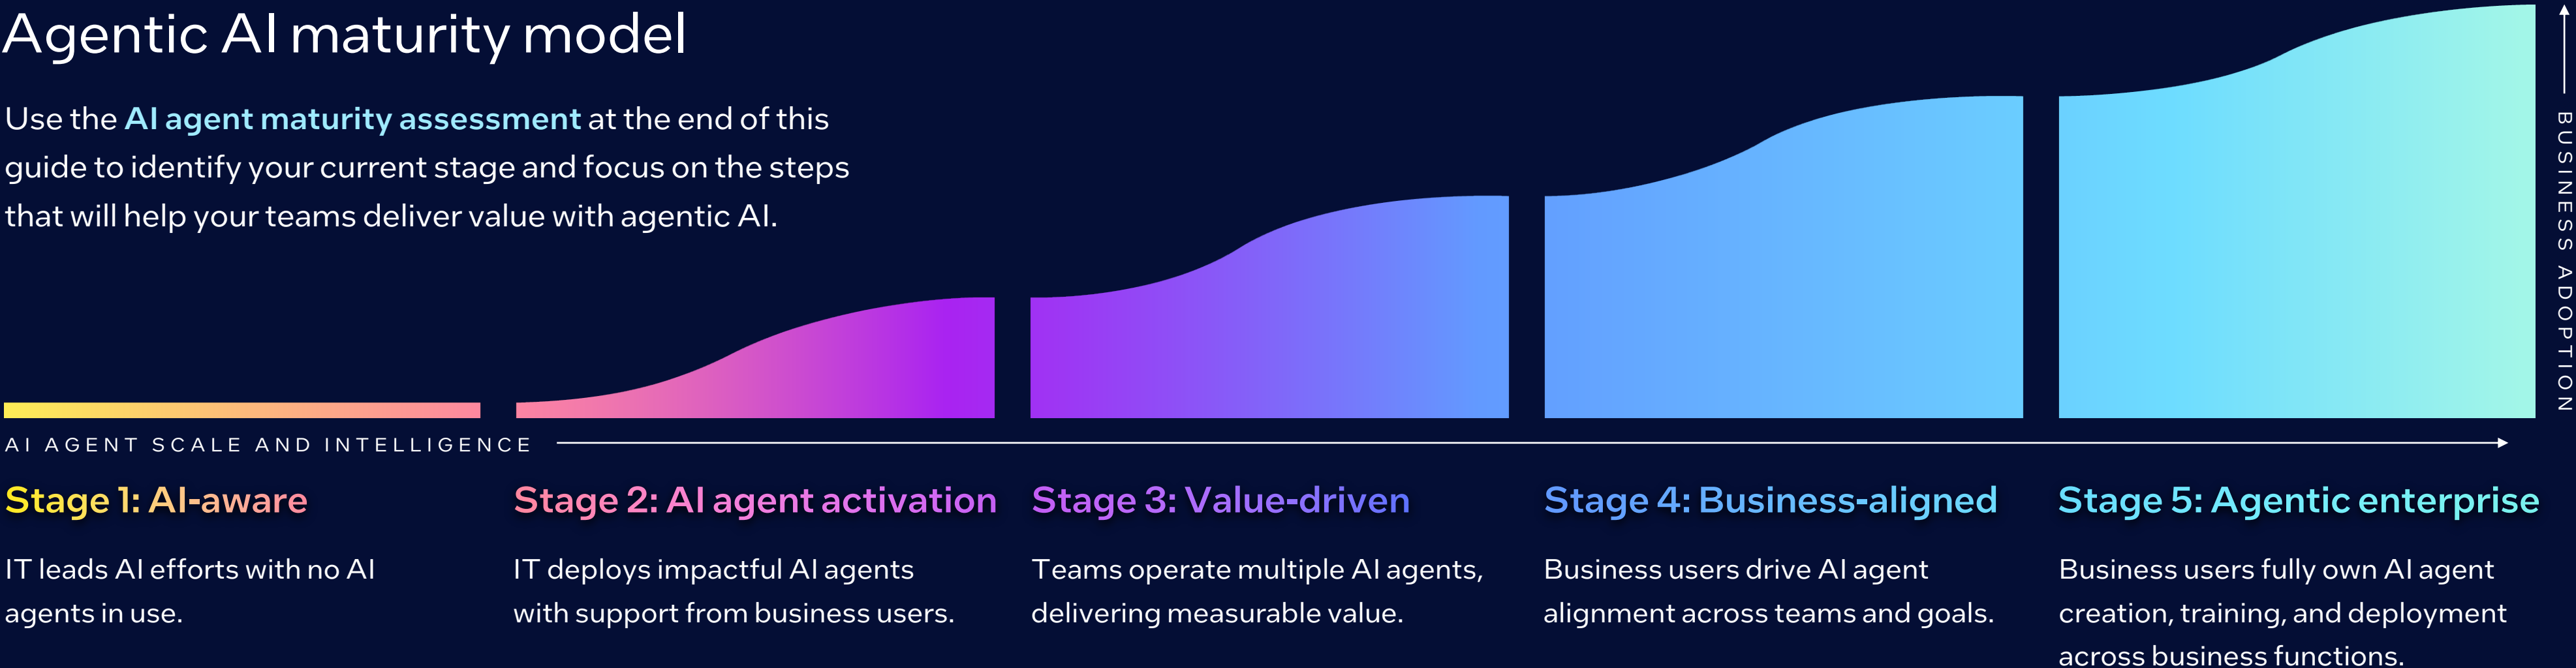 Agentic AI maturity model
Use the AI agent maturity assessment at the end of this
guide to identify your current stage and focus on the steps
that will help your teams deliver value with agentic AI.
BUSINESS ADOPTION
AI AGENT SCALE AND INTELLIGENCE
Stage 1: AI-aware
IT leads AI efforts with no AI
agents in use.
Stage 2: AI agent activation
IT deploys impactful AI agents
with support from business users.
Stage 3: Value-driven
Teams operate multiple AI agents,
delivering measurable value.
Stage 4: Business-aligned
Business users drive AI agent
alignment across teams and goals.
Stage 5: Agentic enterprise
Business users fully own AI agent
creation, training, and deployment
across business functions.